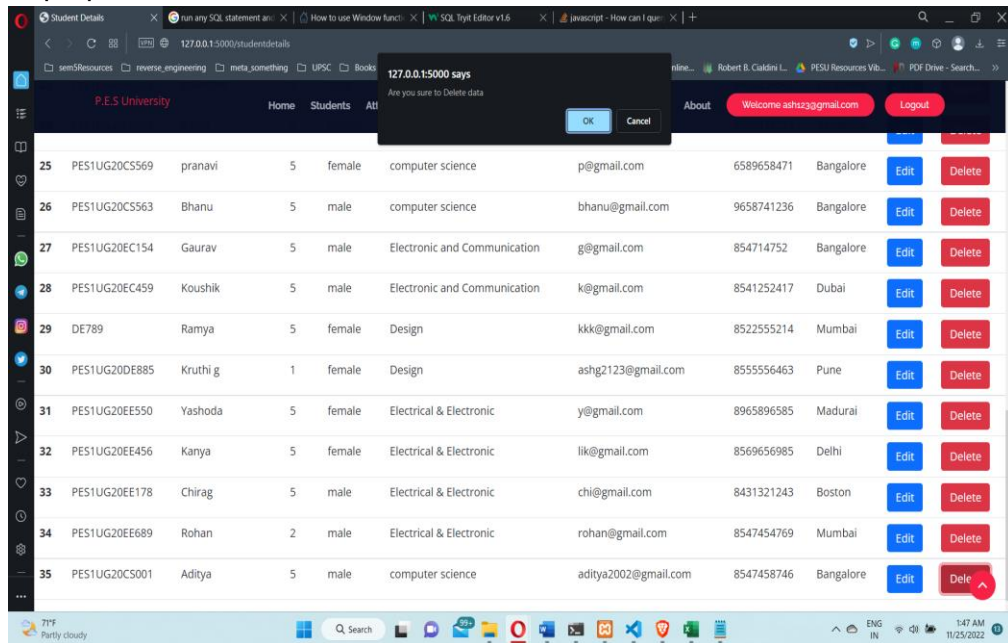 Student Details run any SQL statement and How to use Window functi SQL Tryit Editor v1.6 javascript - How can I quer
VPN 127.0.0.1:5000/studentdetails
sem5Resources reverse_engineering meta_something UPSC Books nline... Robert B. Cialdini I... PESU Resources Vib... PDF Drive - Search...
127.0.0.1:5000 says
Are you sure to Delete data
OK Cancel
P.E.S University Home Students Att About Welcome ash123@gmail.com Logout
25 PES1UG20CS569 pranavi 5 female computer science p@gmail.com 6589658471 Bangalore Edit Delete
26 PES1UG20CS563 Bhanu 5 male computer science bhanu@gmail.com 9658741236 Bangalore Edit Delete
27 PES1UG20EC154 Gaurav 5 male Electronic and Communication g@gmail.com 854714752 Bangalore Edit Delete
28 PES1UG20EC459 Koushik 5 male Electronic and Communication k@gmail.com 8541252417 Dubai Edit Delete
29 DE789 Ramya 5 female Design kkk@gmail.com 8522555214 Mumbai Edit Delete
30 PES1UG20DE885 Kruthi g 1 female Design ashg2123@gmail.com 8555556463 Pune Edit Delete
31 PES1UG20EE550 Yashoda 5 female Electrical & Electronic y@gmail.com 8965896585 Madurai Edit Delete
32 PES1UG20EE456 Kanya 5 female Electrical & Electronic lik@gmail.com 8569656985 Delhi Edit Delete
33 PES1UG20EE178 Chirag 5 male Electrical & Electronic chi@gmail.com 8431321243 Boston Edit Delete
34 PES1UG20EE689 Rohan 2 male Electrical & Electronic rohan@gmail.com 8547454769 Mumbai Edit Delete
35 PES1UG20CS001 Aditya 5 male computer science aditya2002@gmail.com 8547458746 Bangalore Edit Dele
71°F Search 99+ ENG 1:47 AM
Partly cloudy IN 11/25/2022